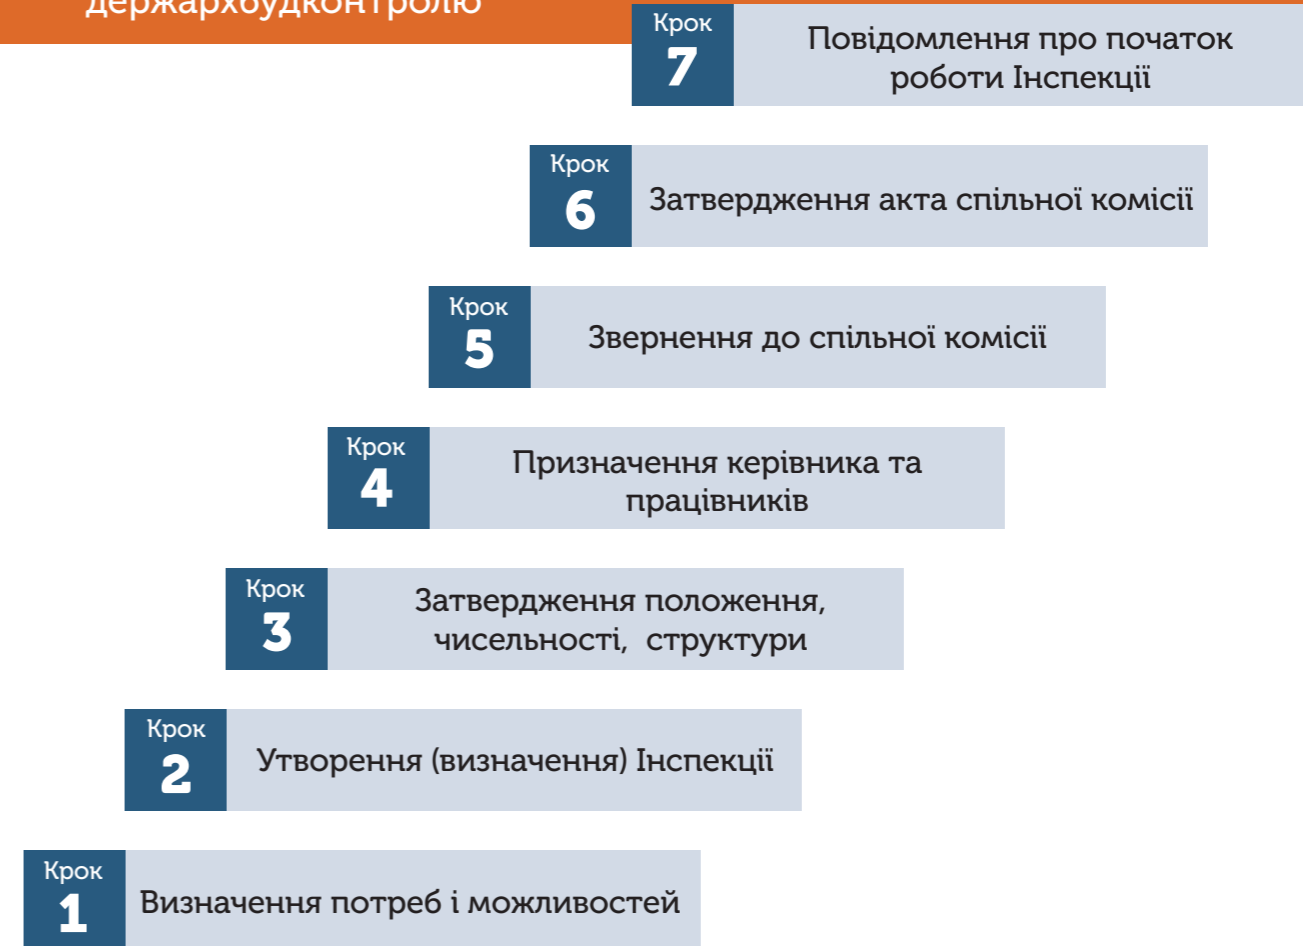 держархбудконтролю
Крок
7
Повідомлення про початок
роботи Інспекції
Крок
6
Затвердження акта спільної комісії
Крок
5
Звернення до спільної комісії
Крок
4
Призначення керівника та
працівників
Крок
3
Затвердження положення,
чисельності, структури
Крок
2
Утворення (визначення) Інспекції
Крок
1
Визначення потреб і можливостей